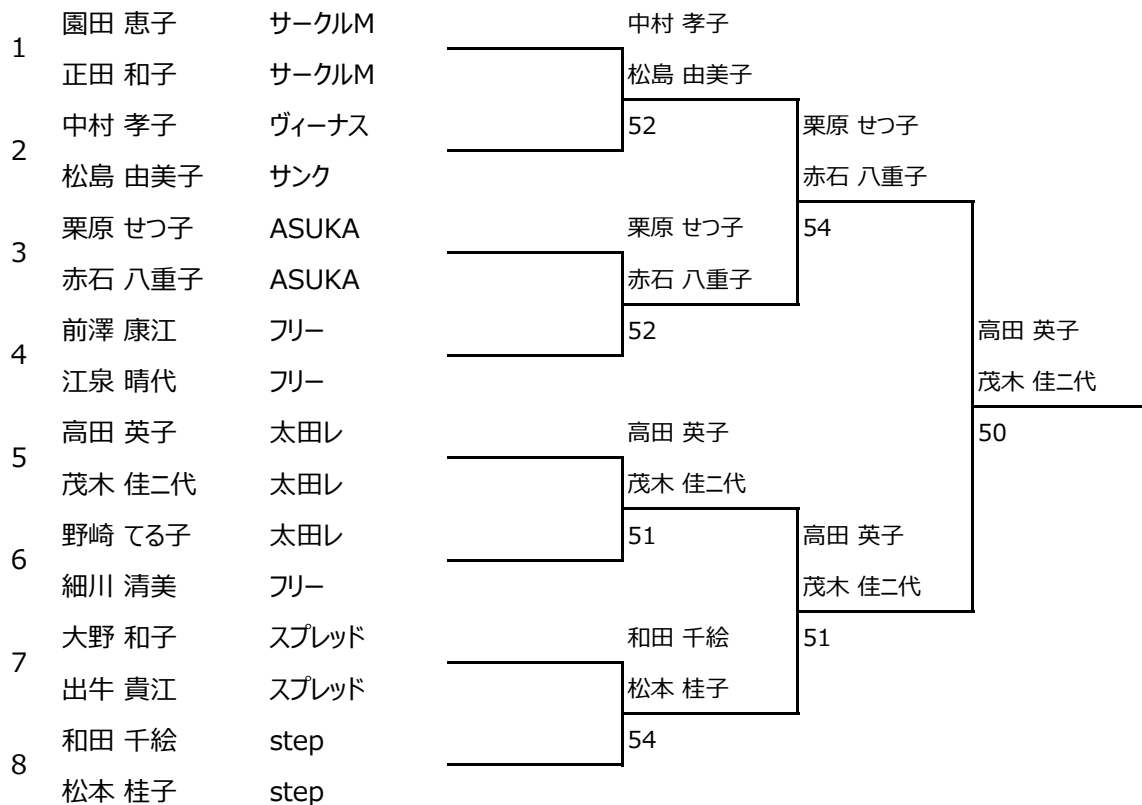 園田 恵子 サークルM 中村 孝子
1
正田 和子 サークルM 松島 由美子
中村 孝子 ヴィーナス 52 栗原 せつ子
2
松島 由美子 サンク 赤石 八重子
栗原 せつ子 ASUKA 栗原 せつ子 54
3
赤石 八重子 ASUKA 赤石 八重子
前澤 康江 フリー 52 高田 英子
4
江泉 晴代 フリー 茂木 佳二代
高田 英子 太田レ 高田 英子 50
5
茂木 佳二代 太田レ 茂木 佳二代
野崎 てる子 太田レ 51 高田 英子
6
細川 清美 フリー 茂木 佳二代
大野 和子 スプレッド 和田 千絵 51
7
出牛 貴江 スプレッド 松本 桂子
和田 千絵 step 54
8
松本 桂子 step